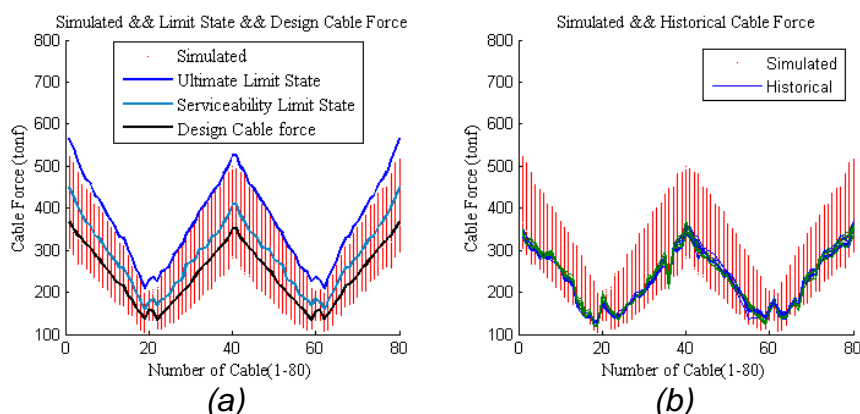 Simulated && Limit State && Design Cable Force
800
700
600
500
400
300
200
100
0
20
40
60
80
Cable Force (tonf)
Number of Cable(1-80)
Simulated
Ultimate Limit State
Serviceability Limit State
Design Cable force
(a)
Simulated && Historical Cable Force
800
700
600
500
400
300
200
100
0
20
40
60
80
Cable Force (tonf)
Number of Cable(1-80)
Simulated
Historical
(b)